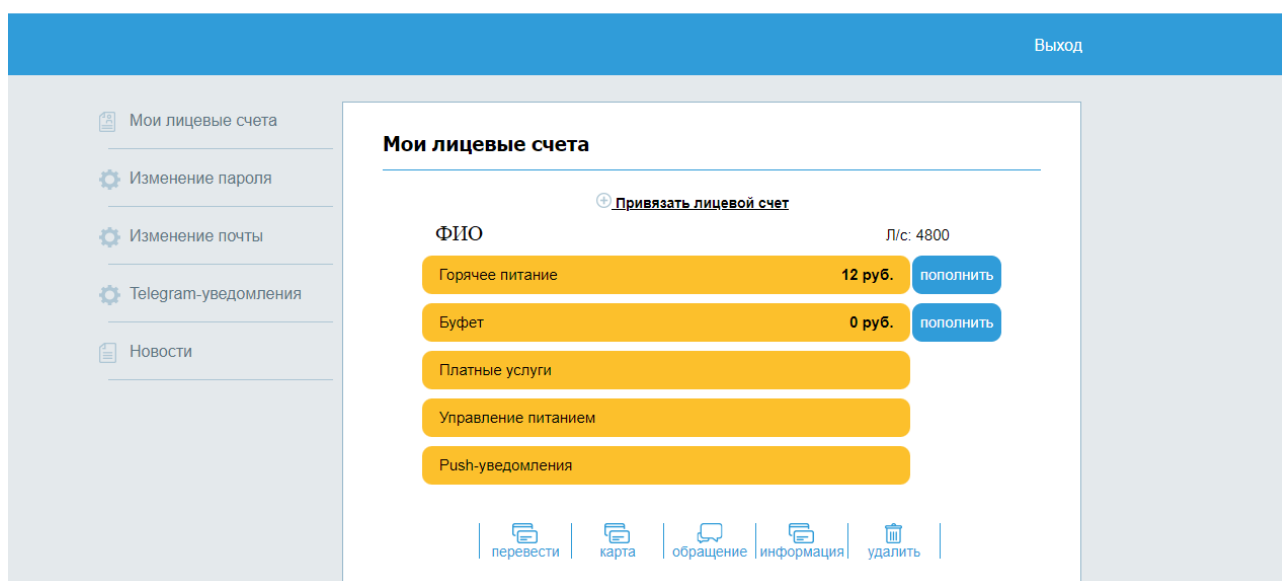 Выход
Мои лицевые счета
Изменение пароля
Изменение почты
Telegram-уведомления
Новости
Мои лицевые счета
Привязать лицевой счет
ФИО Л/с: 4800
Горячее питание 12 руб. пополнить
Буфет 0 руб. пополнить
Платные услуги
Управление питанием
Push-уведомления
перевести карта обращение информация удалить